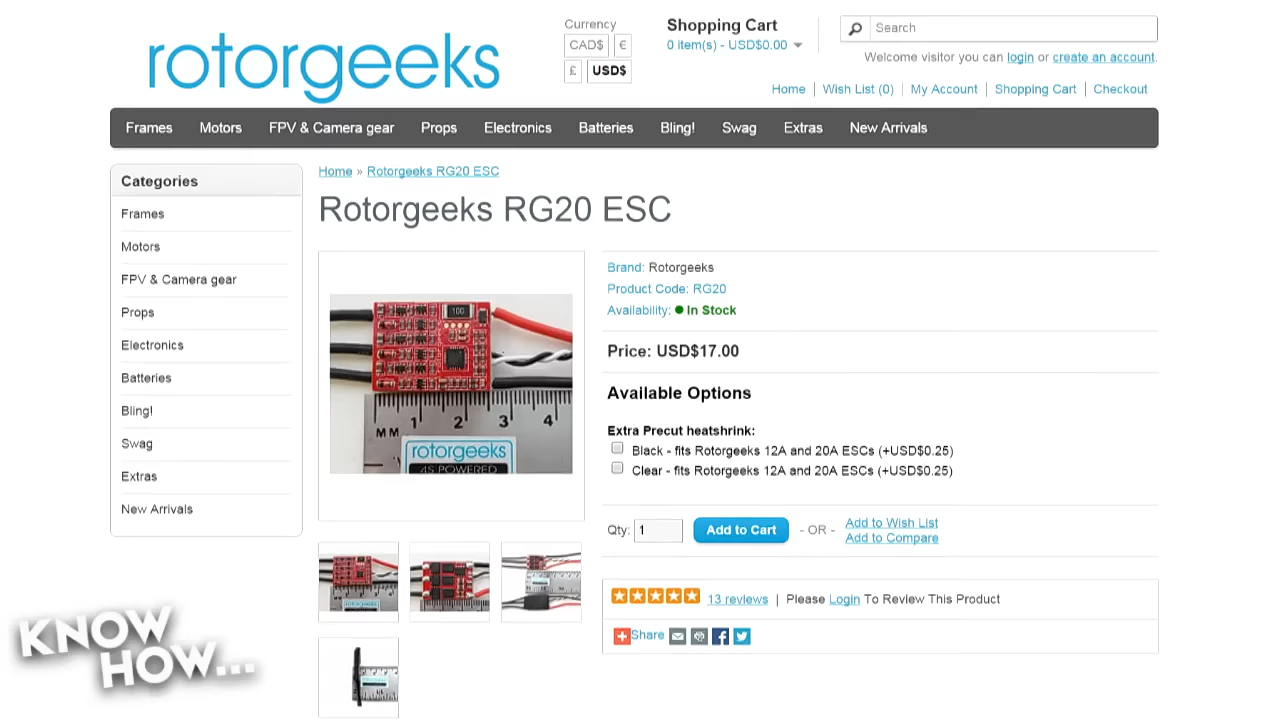 rotorgeeks
Currency
CAD$ €
£ USD$
Shopping Cart
0 item(s) - USD$0.00
Search
Welcome visitor you can login or create an account.
Home Wish List (0) My Account Shopping Cart Checkout
Frames Motors FPV & Camera gear Props Electronics Batteries Bling! Swag Extras New Arrivals
Categories
Frames
Motors
FPV & Camera gear
Props
Electronics
Batteries
Bling!
Swag
Extras
New Arrivals
Home » Rotorgeeks RG20 ESC
Rotorgeeks RG20 ESC
100
MM 1 2 3 4
rotorgeeks
4S POWERED
Brand: Rotorgeeks
Product Code: RG20
Availability: In Stock
Price: USD$17.00
Available Options
Extra Precut heatshrink:
Black - fits Rotorgeeks 12A and 20A ESCs (+USD$0.25)
Clear - fits Rotorgeeks 12A and 20A ESCs (+USD$0.25)
Qty: 1 Add to Cart - OR - Add to Wish List
Add to Compare
13 reviews | Please Login To Review This Product
Share
KNOW
HOW...